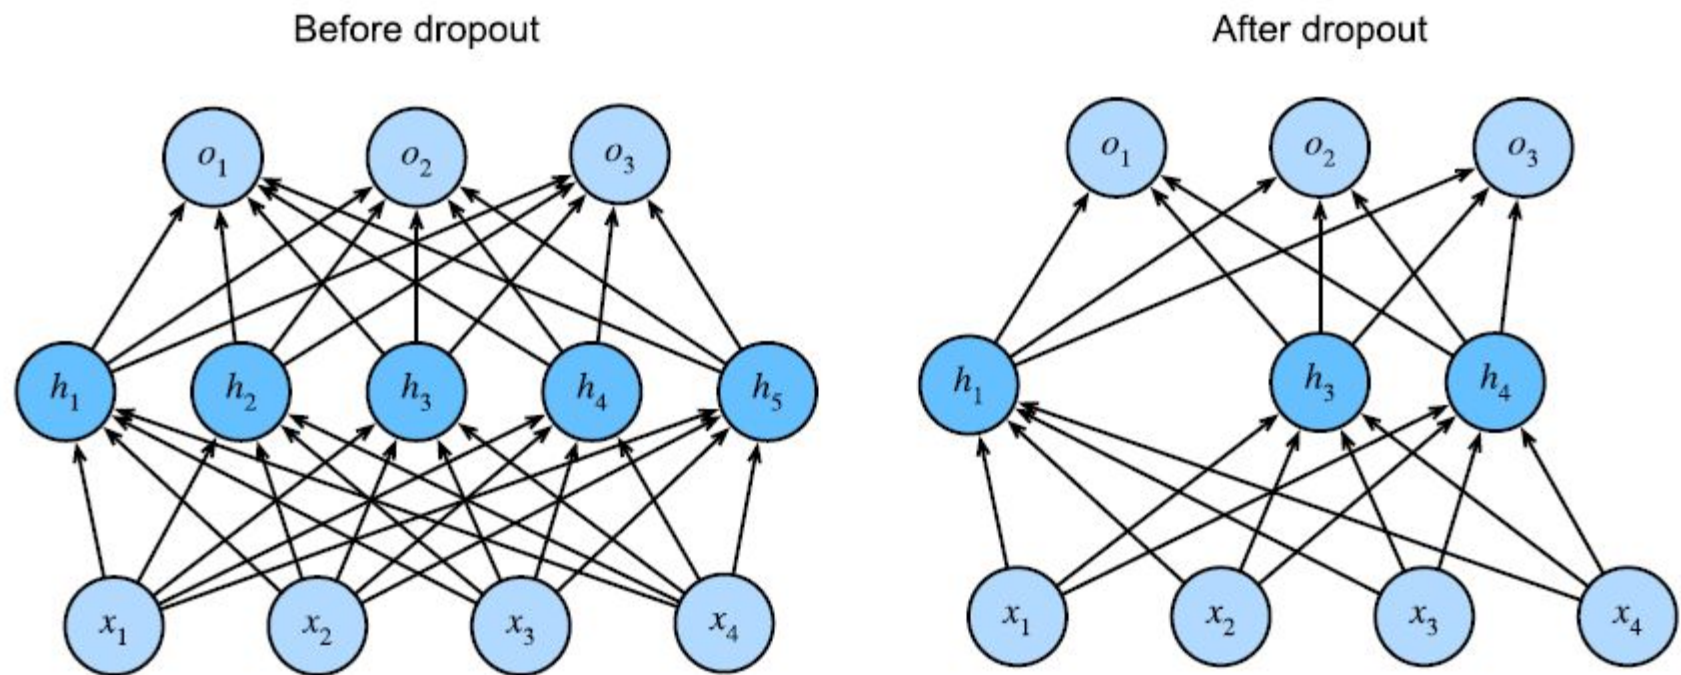 Before dropout
o1 o2 o3
h1 h2 h3 h4 h5
x1 x2 x3 x4
After dropout
o1 o2 o3
h1 h3 h4
x1 x2 x3 x4